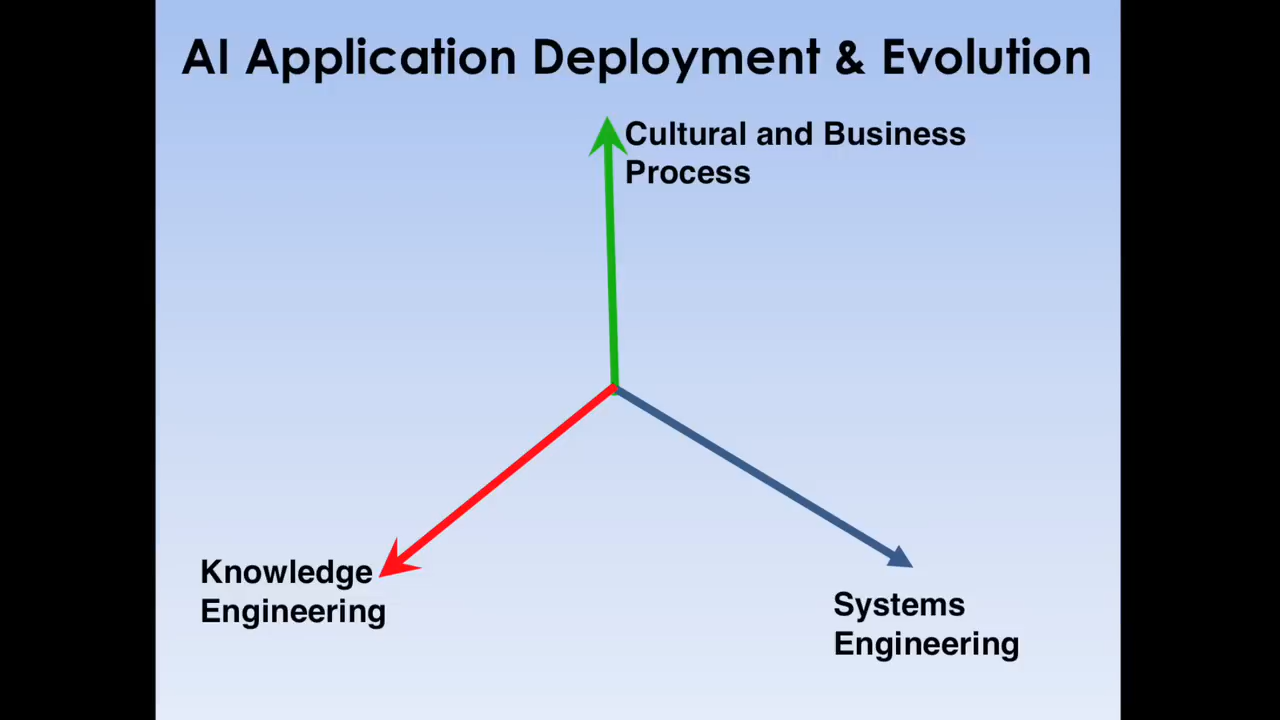 AI Application Deployment & Evolution
Cultural and Business
Process
Knowledge
Engineering
Systems
Engineering